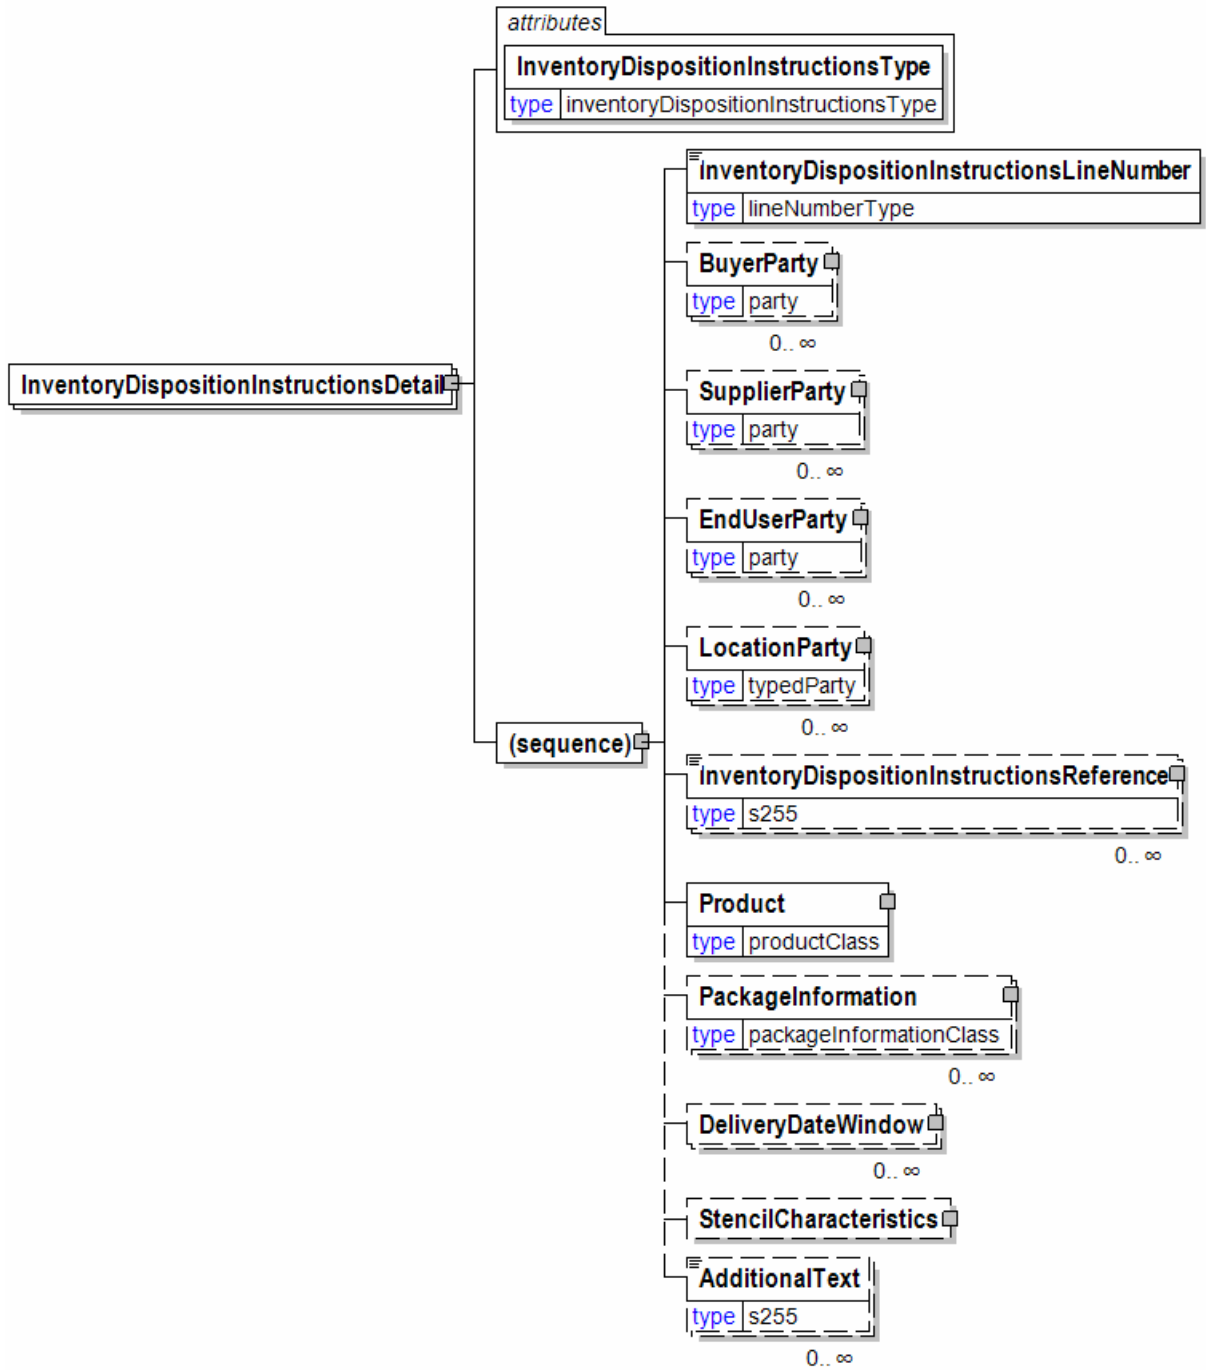 attributes
InventoryDispositionInstructionsType
type inventoryDispositionInstructionsType
InventoryDispositionInstructionsLineNumber
type lineNumberType
BuyerParty
type party
0.. ∞
InventoryDispositionInstructionsDetail
SupplierParty
type party
0.. ∞
EndUserParty
type party
0.. ∞
LocationParty
type typedParty
0.. ∞
(sequence)
InventoryDispositionInstructionsReference
type s255
0.. ∞
Product
type productClass
PackageInformation
type packageInformationClass
0.. ∞
DeliveryDateWindow
0.. ∞
StencilCharacteristics
AdditionalText
type s255
0.. ∞